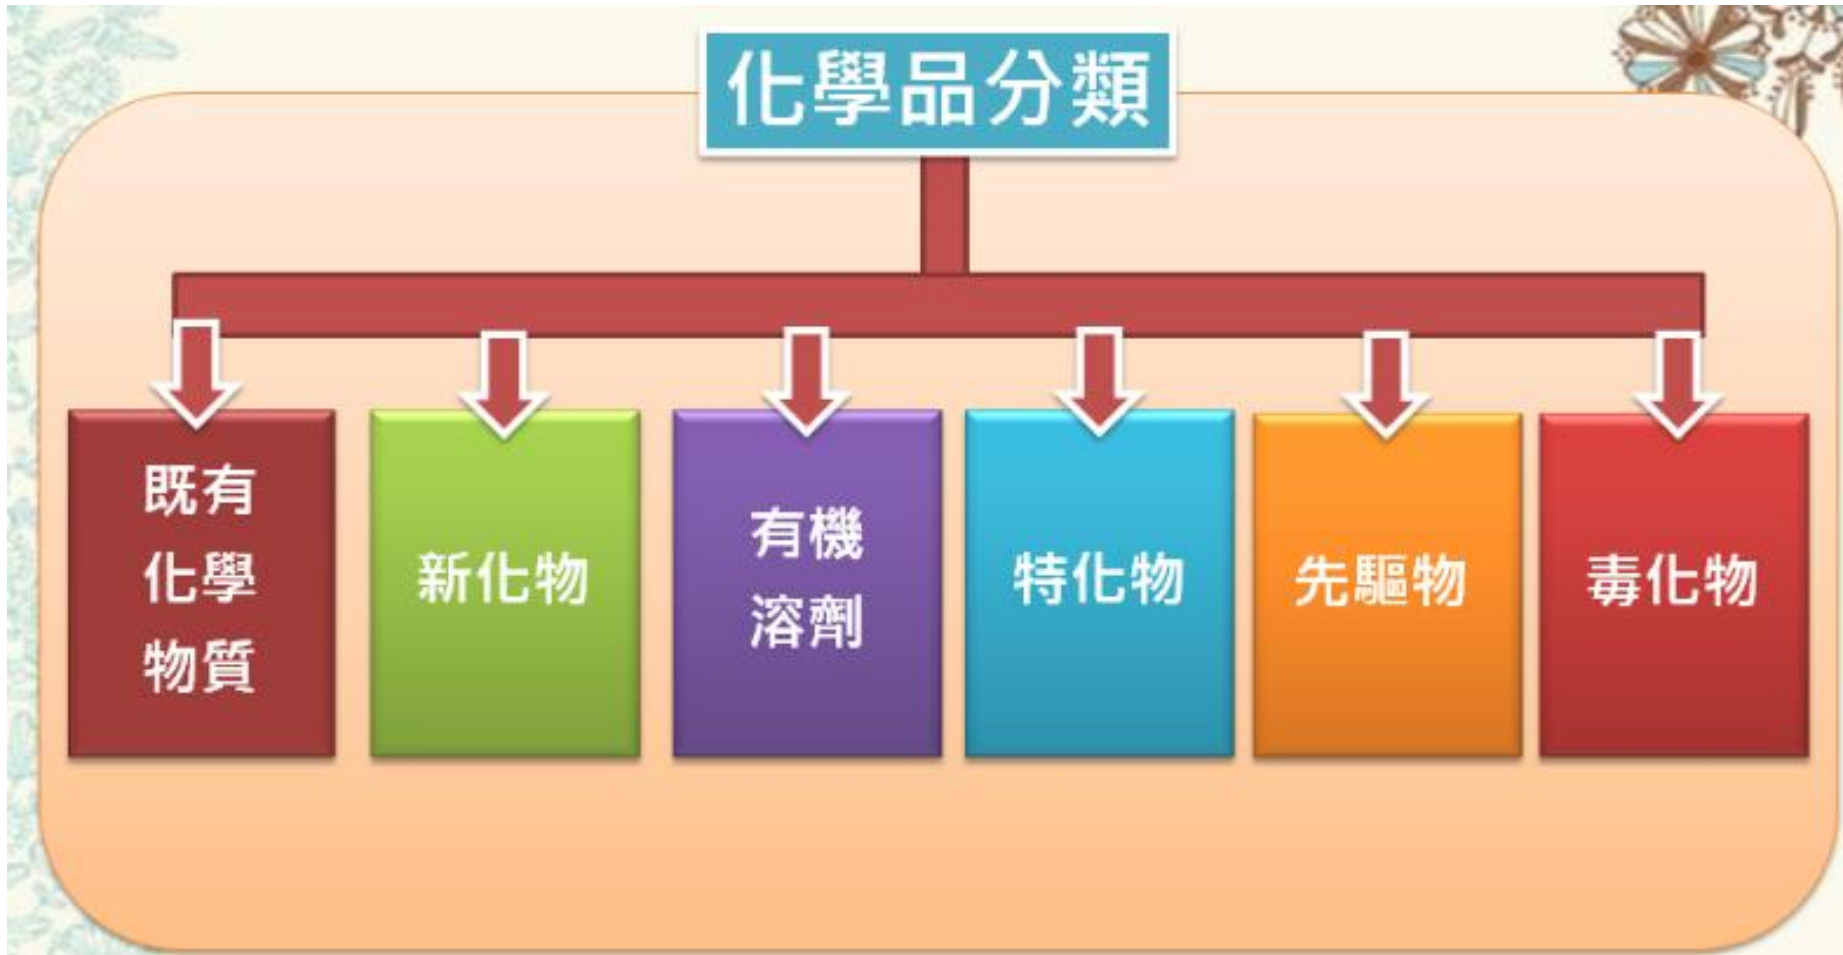 化學品分類
既有
化學
物質
新化物
有機
溶劑
特化物
先驅物
毒化物